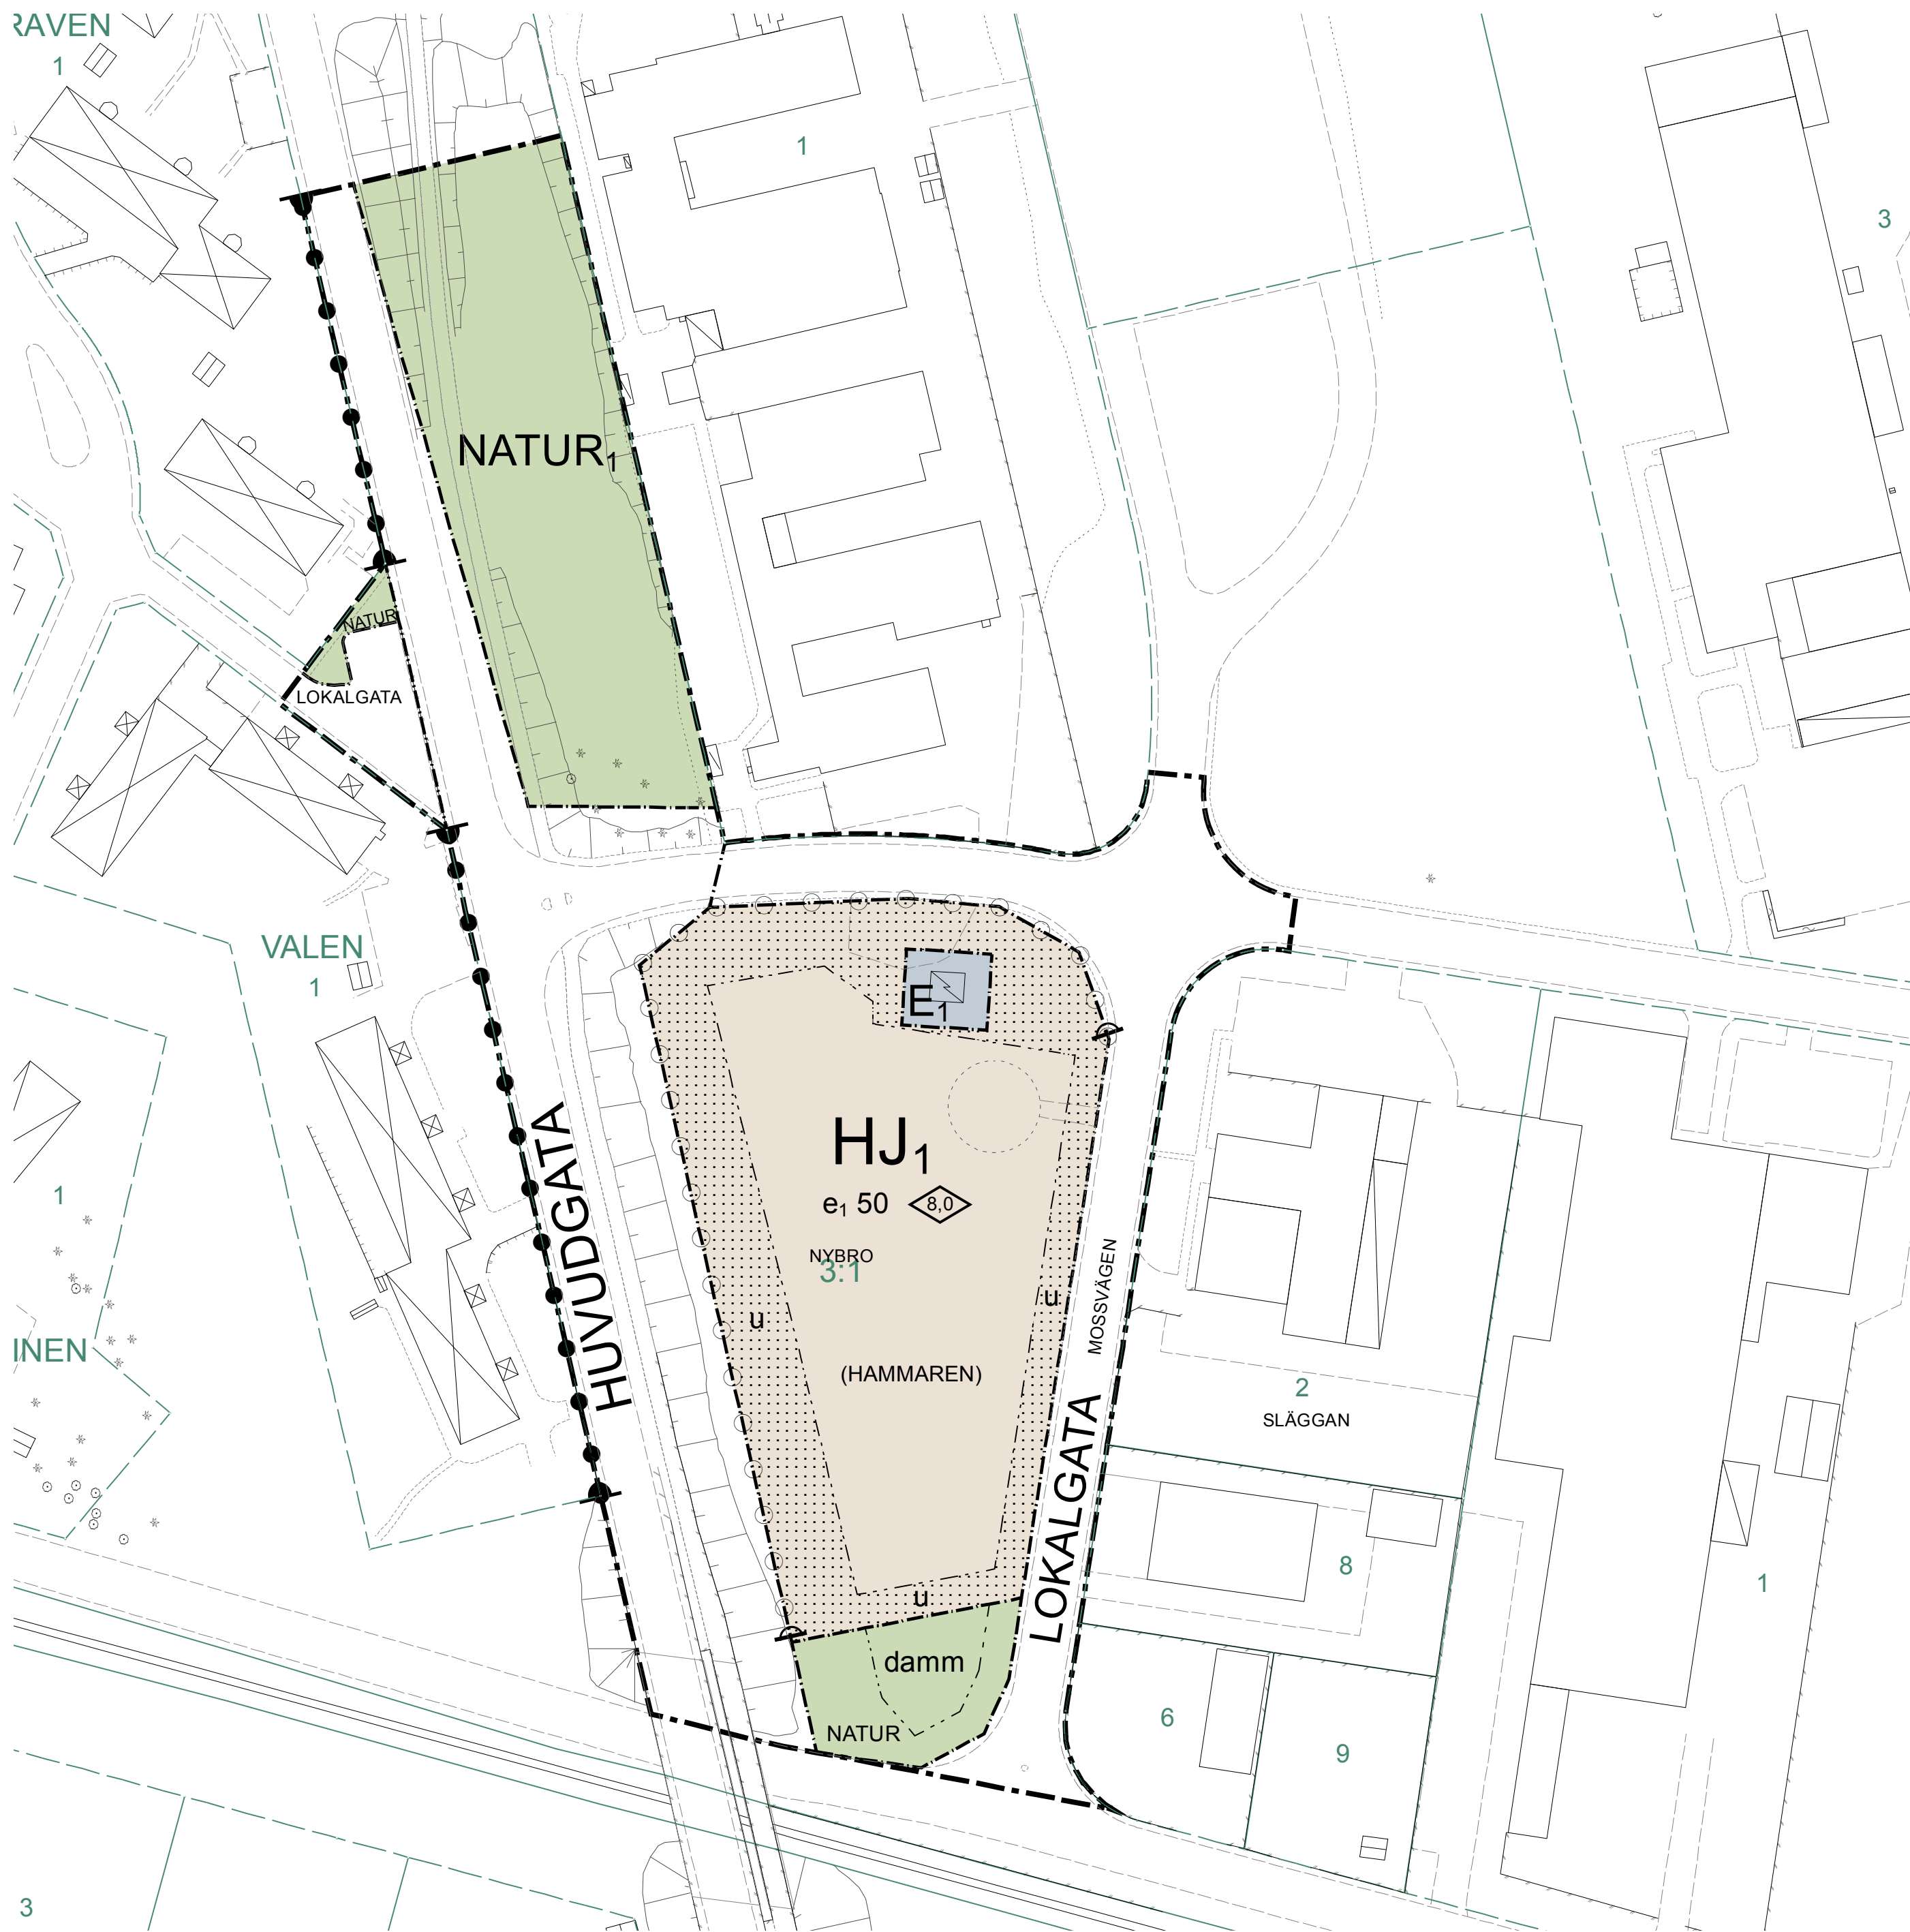 RAVEN
1
1
3
NATUR₁
NATUR
LOKALGATA
VALEN
1
E₁
HUVUDGATA
HJ₁
e₁ 50
8,0
NYBRO
3:1
1
u
u
MOSSVÄGEN
INEN
(HAMMAREN)
2
SLÄGGAN
LOKALGATA
8
1
u
damm
NATUR
6
9
3